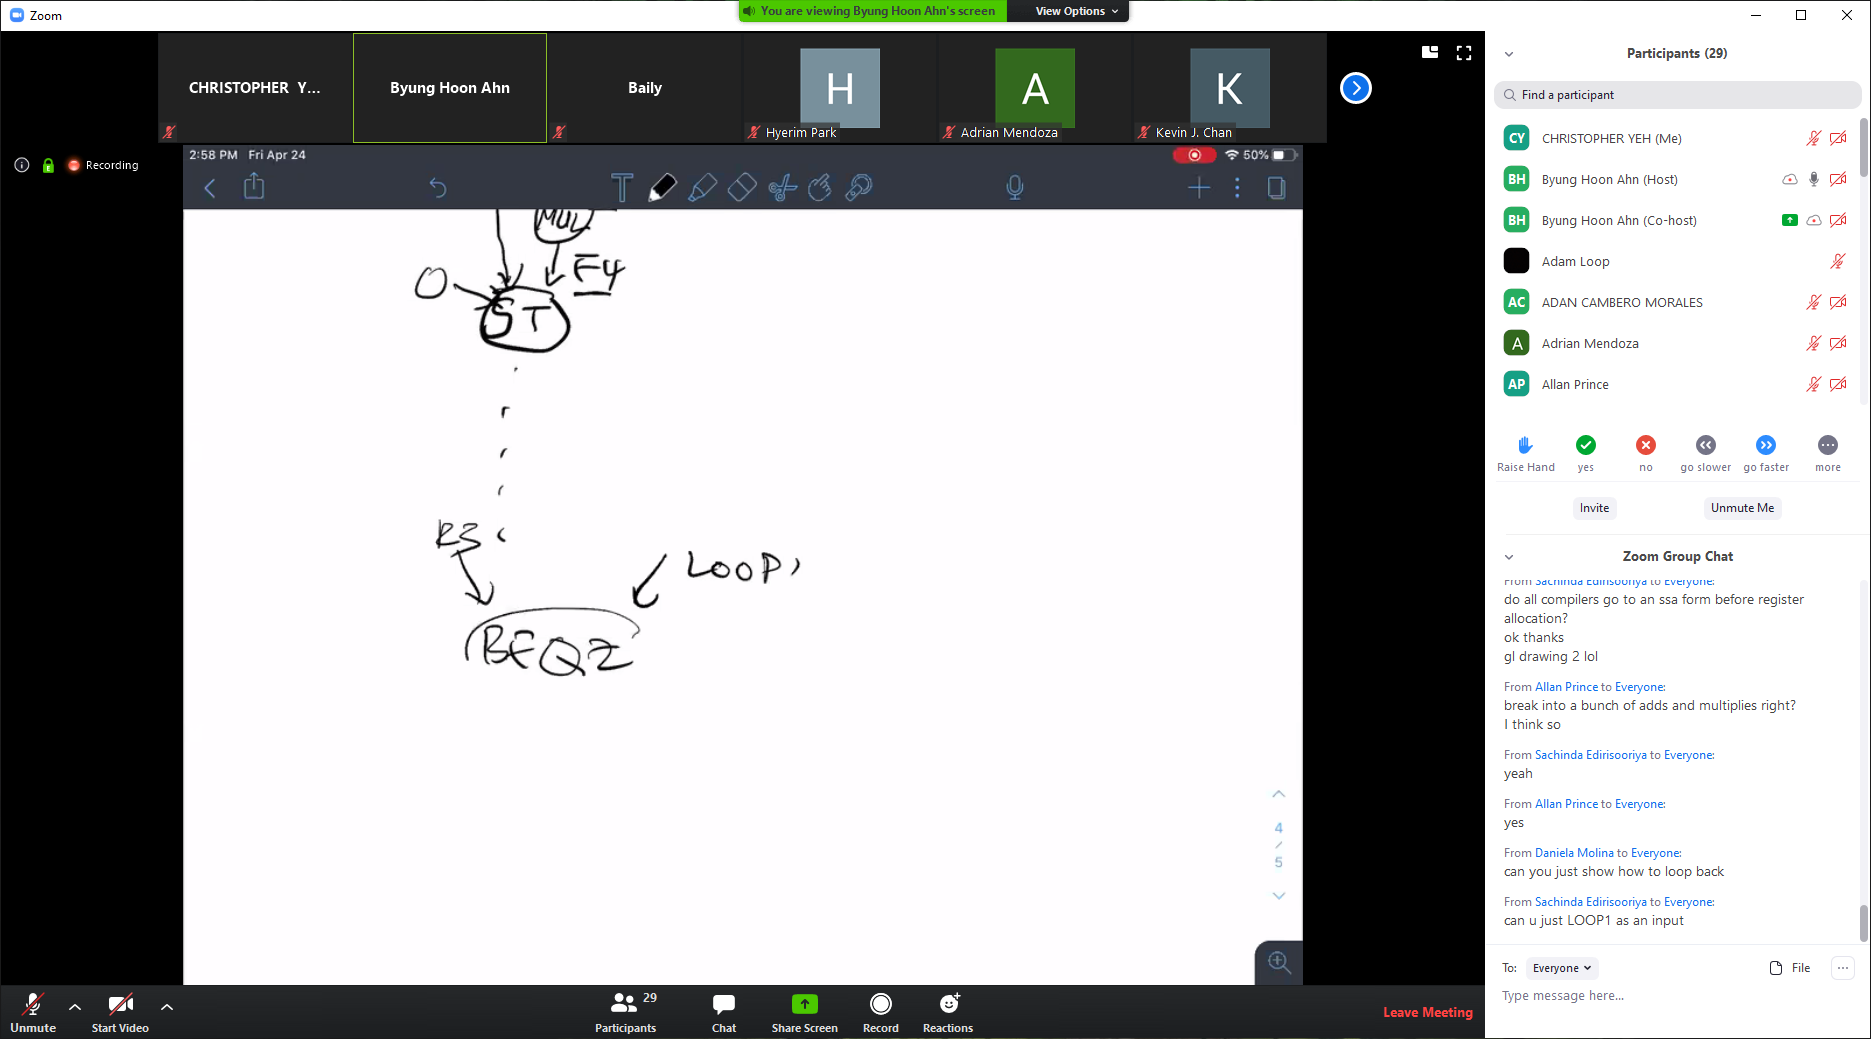 Zoom
You are viewing Byung Hoon Ahn's screen
View Options
CHRISTOPHER Y...
Byung Hoon Ahn
Baily
H
Hyerim Park
A
Adrian Mendoza
K
Kevin J. Chan
Recording
2:58 PM Fri Apr 24
50%
T
MUL
F4
0
ST
R3
LOOP,
BEQZ
4
/
5
Participants (29)
Find a participant
CY CHRISTOPHER YEH (Me)
BH Byung Hoon Ahn (Host)
BH Byung Hoon Ahn (Co-host)
Adam Loop
AC ADAN CAMBERO MORALES
A Adrian Mendoza
AP Allan Prince
Raise Hand yes no go slower go faster more
Invite Unmute Me
Zoom Group Chat
From Sachinda Edirisooriya to Everyone:
do all compilers go to an ssa form before register
allocation?
ok thanks
gl drawing 2 lol
From Allan Prince to Everyone:
break into a bunch of adds and multiplies right?
I think so
From Sachinda Edirisooriya to Everyone:
yeah
From Allan Prince to Everyone:
yes
From Daniela Molina to Everyone:
can you just show how to loop back
From Sachinda Edirisooriya to Everyone:
can u just LOOP1 as an input
To: Everyone File
Type message here...
Unmute Start Video Participants 29 Chat Share Screen Record Reactions Leave Meeting